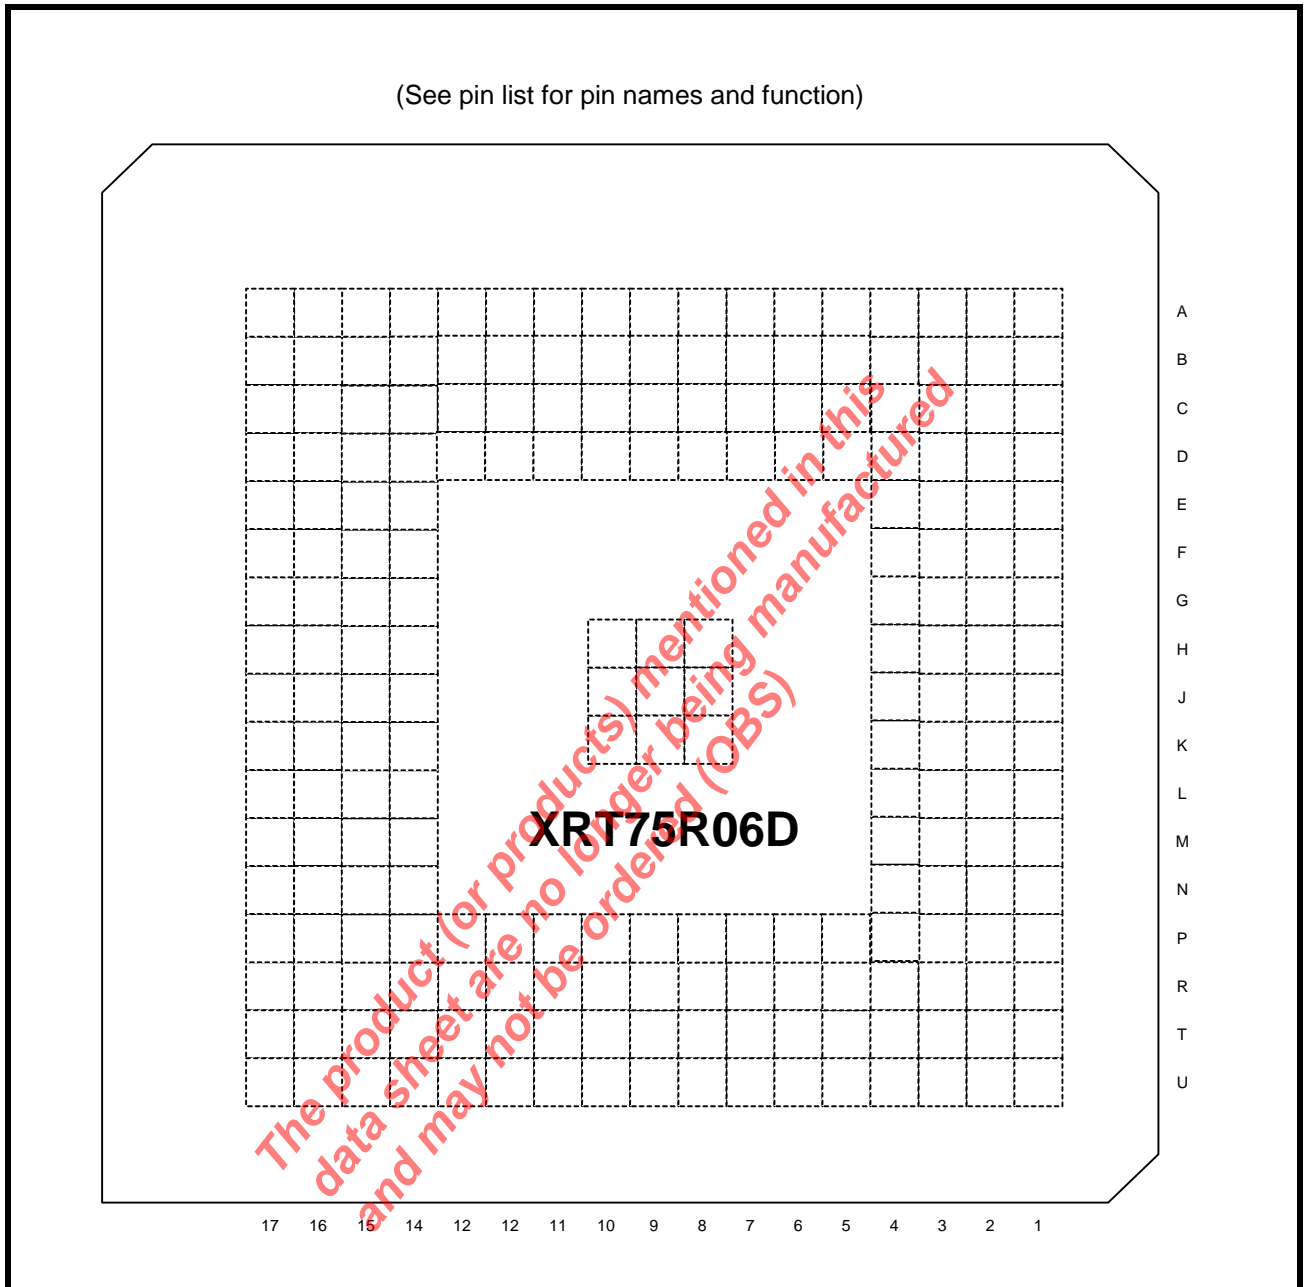 (See pin list for pin names and function)
A
B
C
D
E
F
G
H
J
K
L
M
N
P
R
T
U
XRT75R06D
The product (or products) mentioned in this
data sheet are no longer being manufactured
and may not be ordered (OBS)
17 16 15 14 12 12 11 10 9 8 7 6 5 4 3 2 1